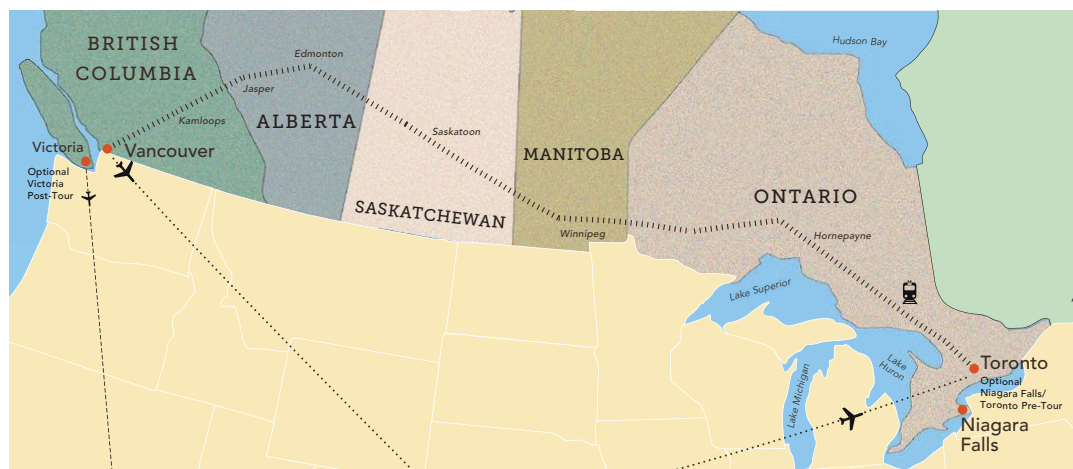 BRITISH
COLUMBIA
Edmonton
Jasper
Kamloops
ALBERTA
Victoria
Vancouver
Optional
Victoria
Post-Tour
Saskatoon
SASKATCHEWAN
MANITOBA
Winnipeg
Hudson Bay
ONTARIO
Hornepayne
Lake Superior
Lake
Huron
Lake Michigan
Toronto
Optional
Niagara Falls/
Toronto Pre-Tour
Niagara
Falls